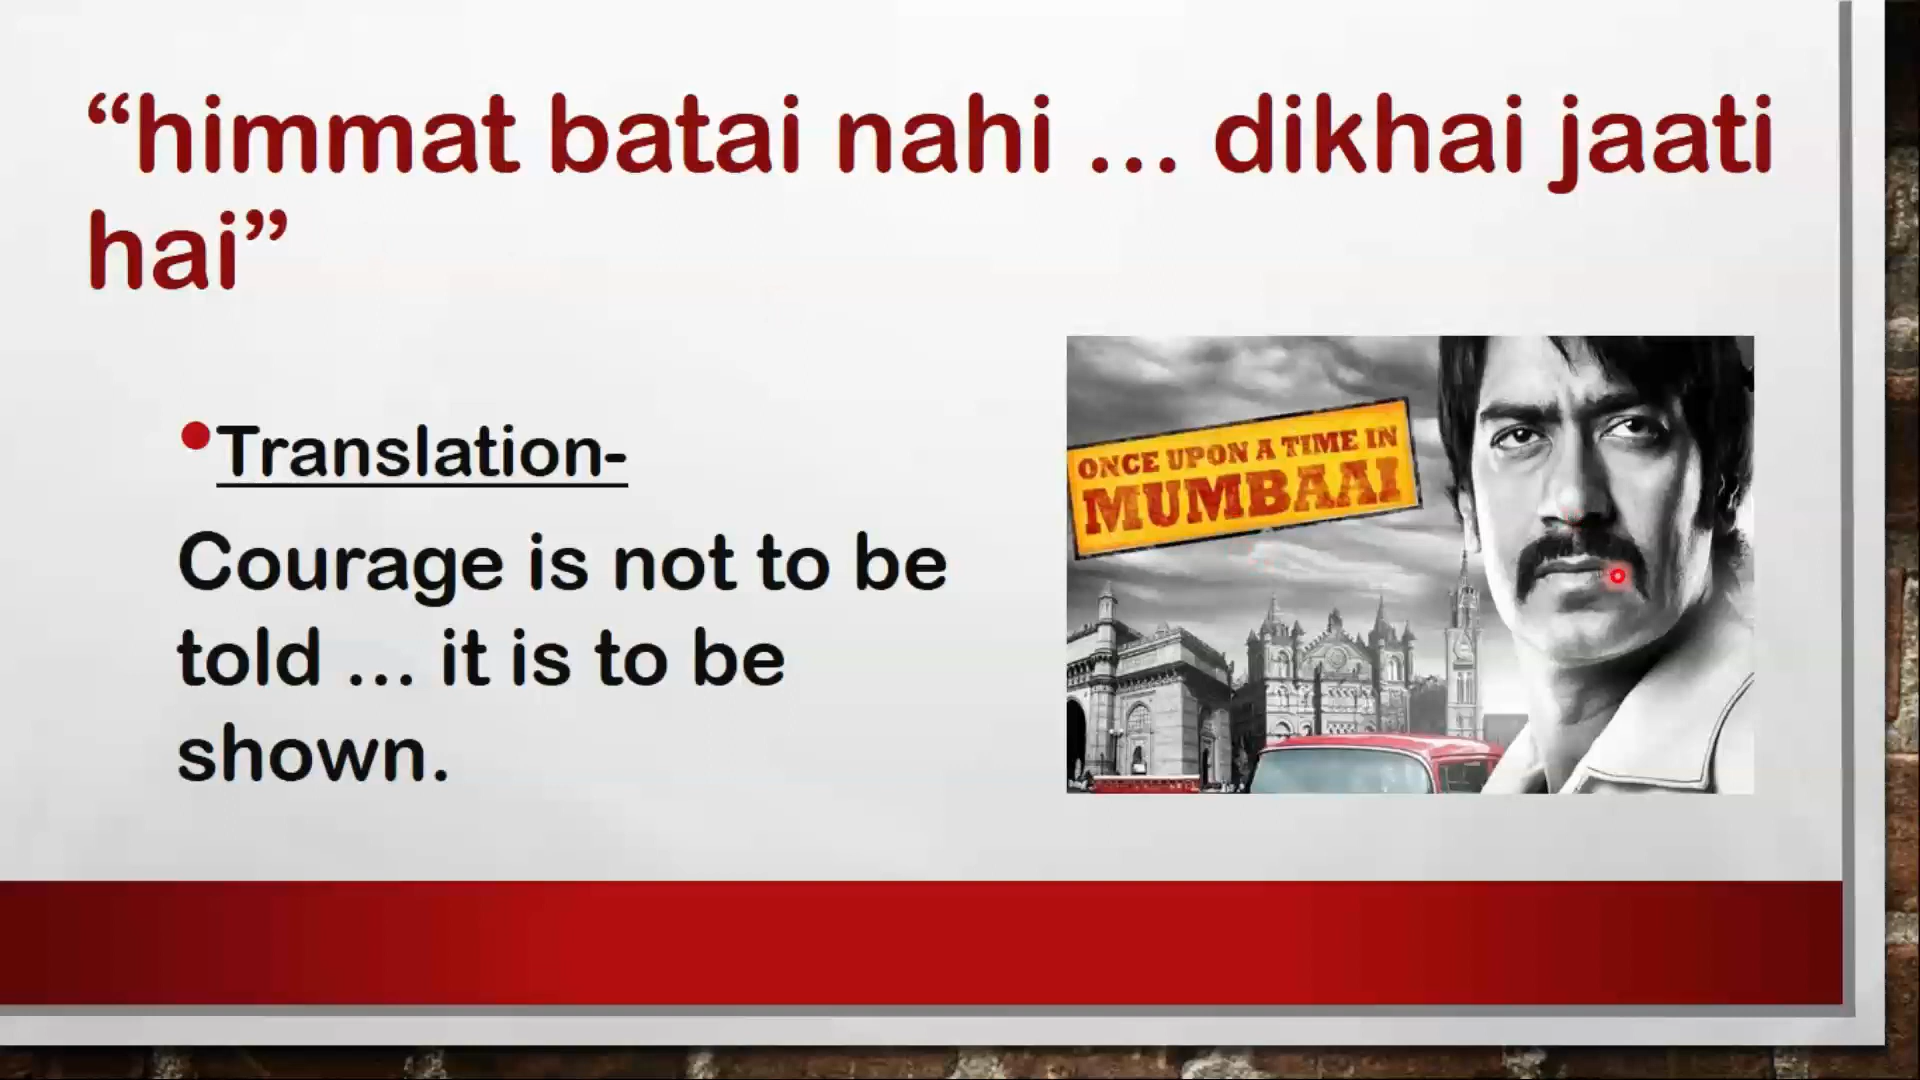 “himmat batai nahi ... dikhai jaati
hai”
Translation-
Courage is not to be
told ... it is to be
shown.
ONCE UPON A TIME IN
MUMBAAI